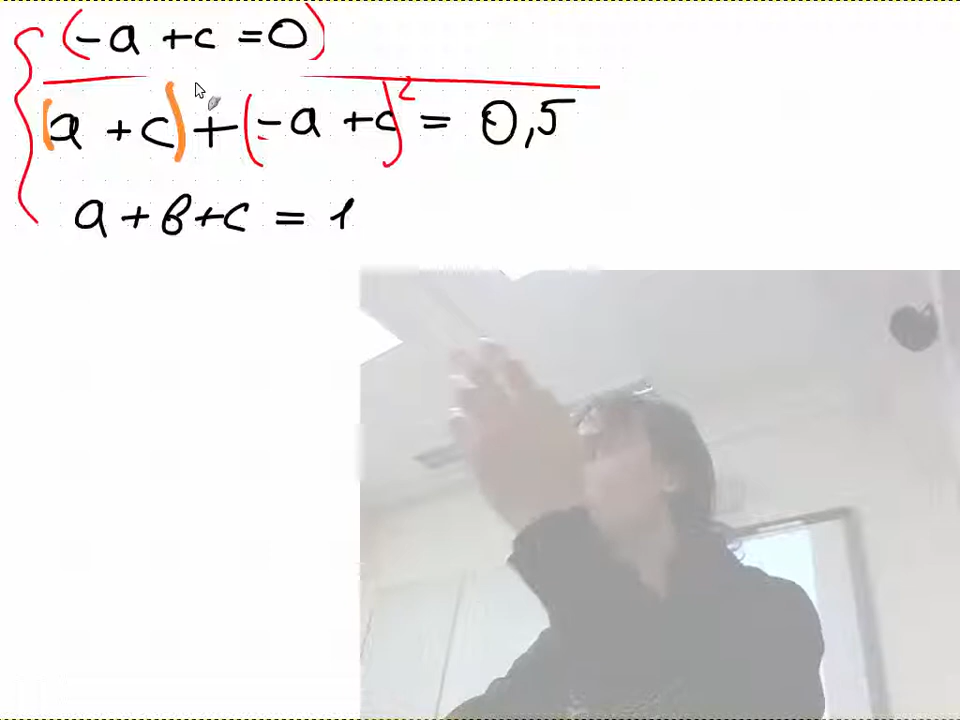 (-a +c =0)
(a +c) + (-a +c)² = 0,5
a + в + c = 1